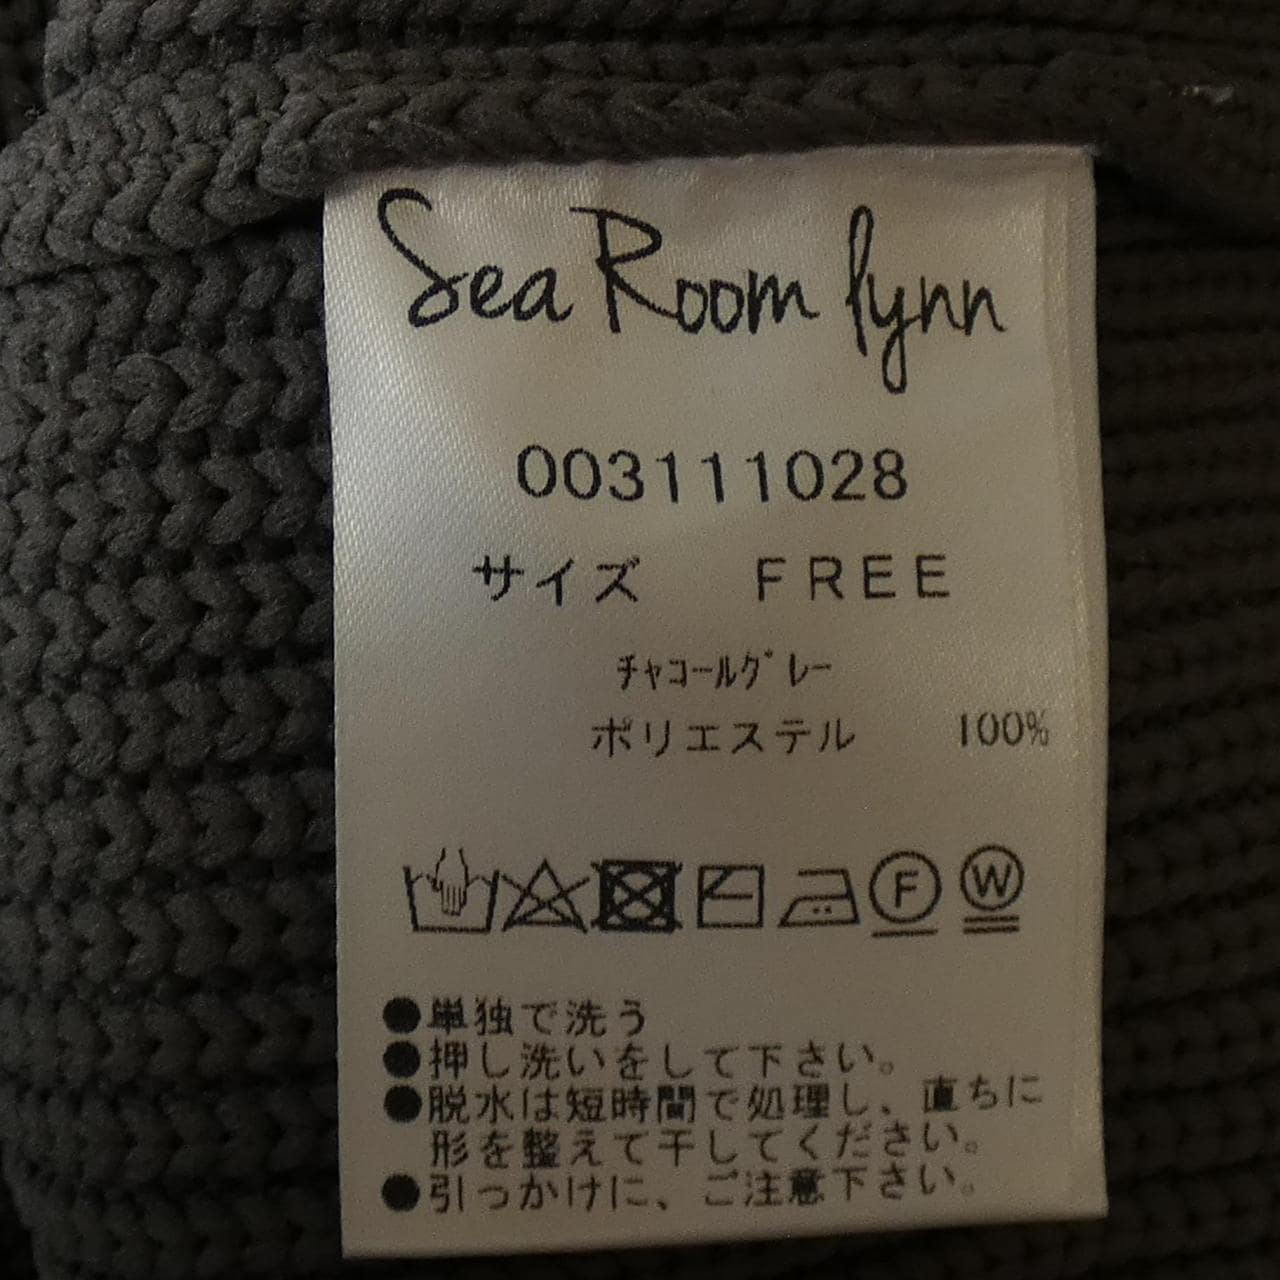 Sea Room lynn
003111028
サイズ FREE
ﾁｬｺｰﾙｸﾞﾚｰ
ポリエステル 100%
F W
●単独で洗う
●押し洗いをして下さい。
●脱水は短時間で処理し、直ちに
形を整えて干してください。
●引っかけに、ご注意下さい。